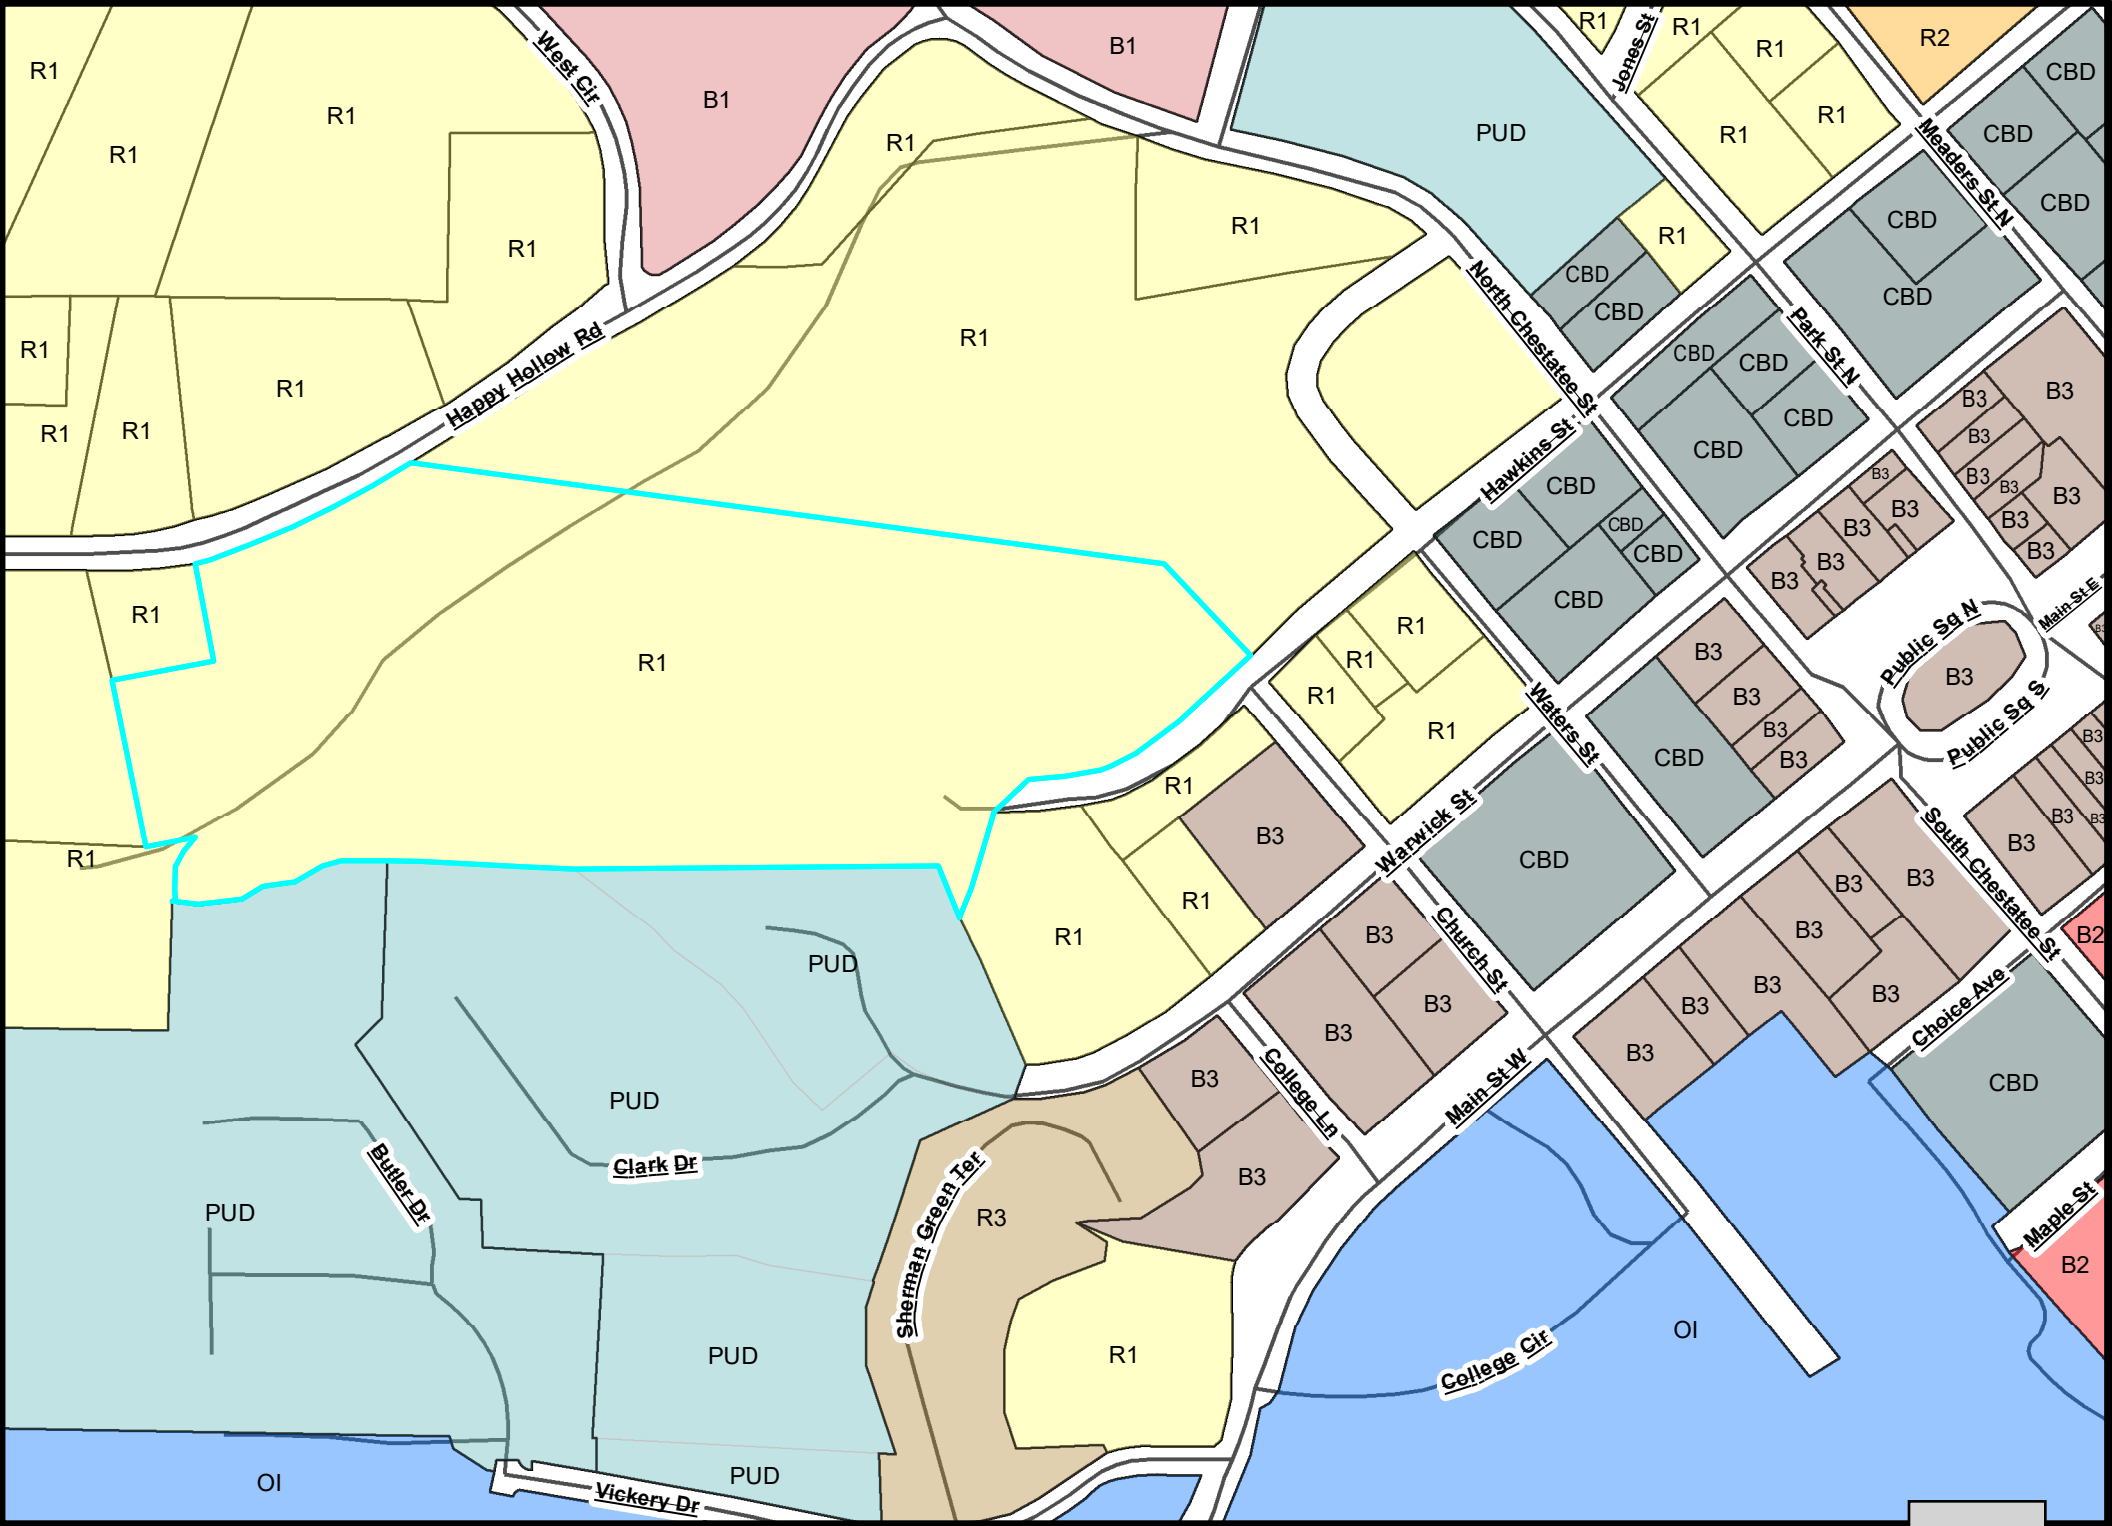 R1
Jones St
R1
R2
R1
B1
B1
West Cir
R1
CBD
R1
R1
PUD
R1
CBD
R1
R1
R1
Meaders St N
CBD
CBD
R1
R1
R1
CBD
CBD
CBD
North Chestatee St
Park St N
R1
Happy Hollow Rd
R1
CBD
CBD
B3
R1
B3
CBD
R1
R1
B3
Hawkins St
CBD
B3
B3
CBD
B3
B3
B3
B3
CBD
CBD
B3
B3
CBD
B3
B3
B3
CBD
Main St E
R1
R1
B3
Public Sq N
R1
B3
R1
B3
R1
B3
Waters St
Public Sq S
R1
B3
B3
CBD
B3
B3
R1
Warwick St
B3
B3
B3
B3
South Chestatee St
R1
CBD
B3
B3
R1
Church St
B3
B3
B2
R1
PUD
B3
B3
B3
Choice Ave
B3
B3
B3
College Ln
Main St W
CBD
PUD
Butler Dr
Clark Dr
B3
Sherman Green Ter
PUD
R3
Maple St
B2
OI
PUD
R1
College Cir
PUD
OI
Vickery Dr